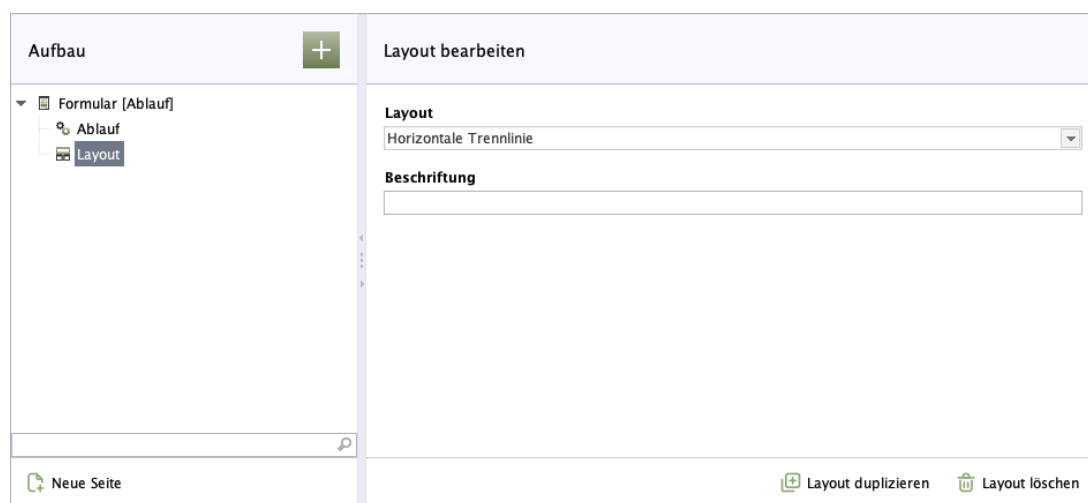 Aufbau
Formular [Ablauf]
Ablauf
Layout
Neue Seite
Layout bearbeiten
Layout
Horizontale Trennlinie
Beschriftung
Layout duplizieren
Layout löschen